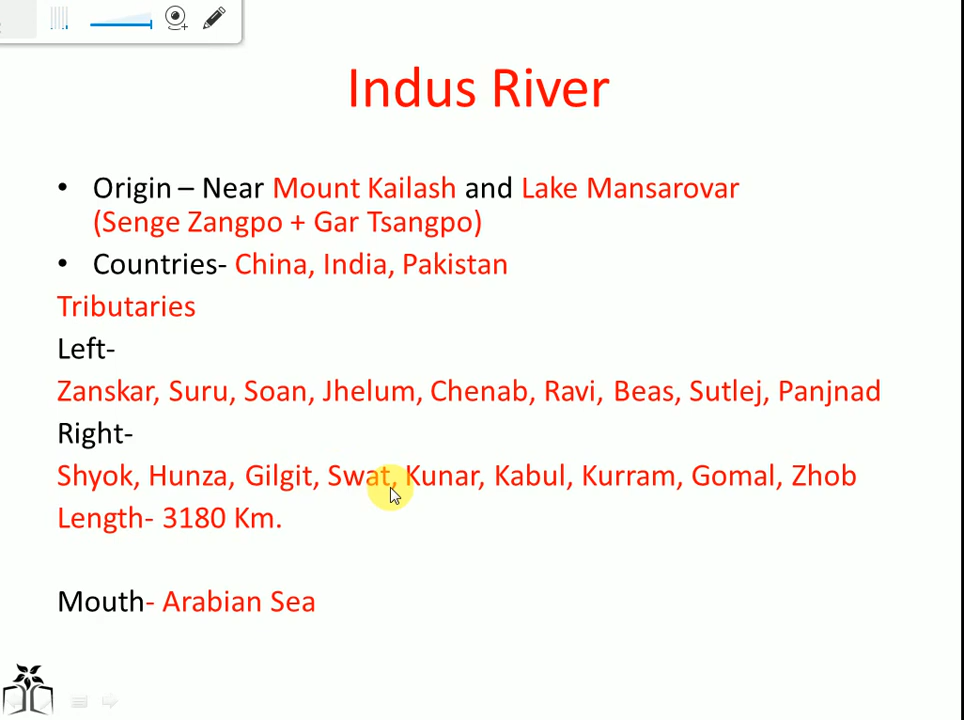 Indus River
• Origin – Near Mount Kailash and Lake Mansarovar
(Senge Zangpo + Gar Tsangpo)
• Countries- China, India, Pakistan
Tributaries
Left-
Zanskar, Suru, Soan, Jhelum, Chenab, Ravi, Beas, Sutlej, Panjnad
Right-
Shyok, Hunza, Gilgit, Swat, Kunar, Kabul, Kurram, Gomal, Zhob
Length- 3180 Km.
Mouth- Arabian Sea